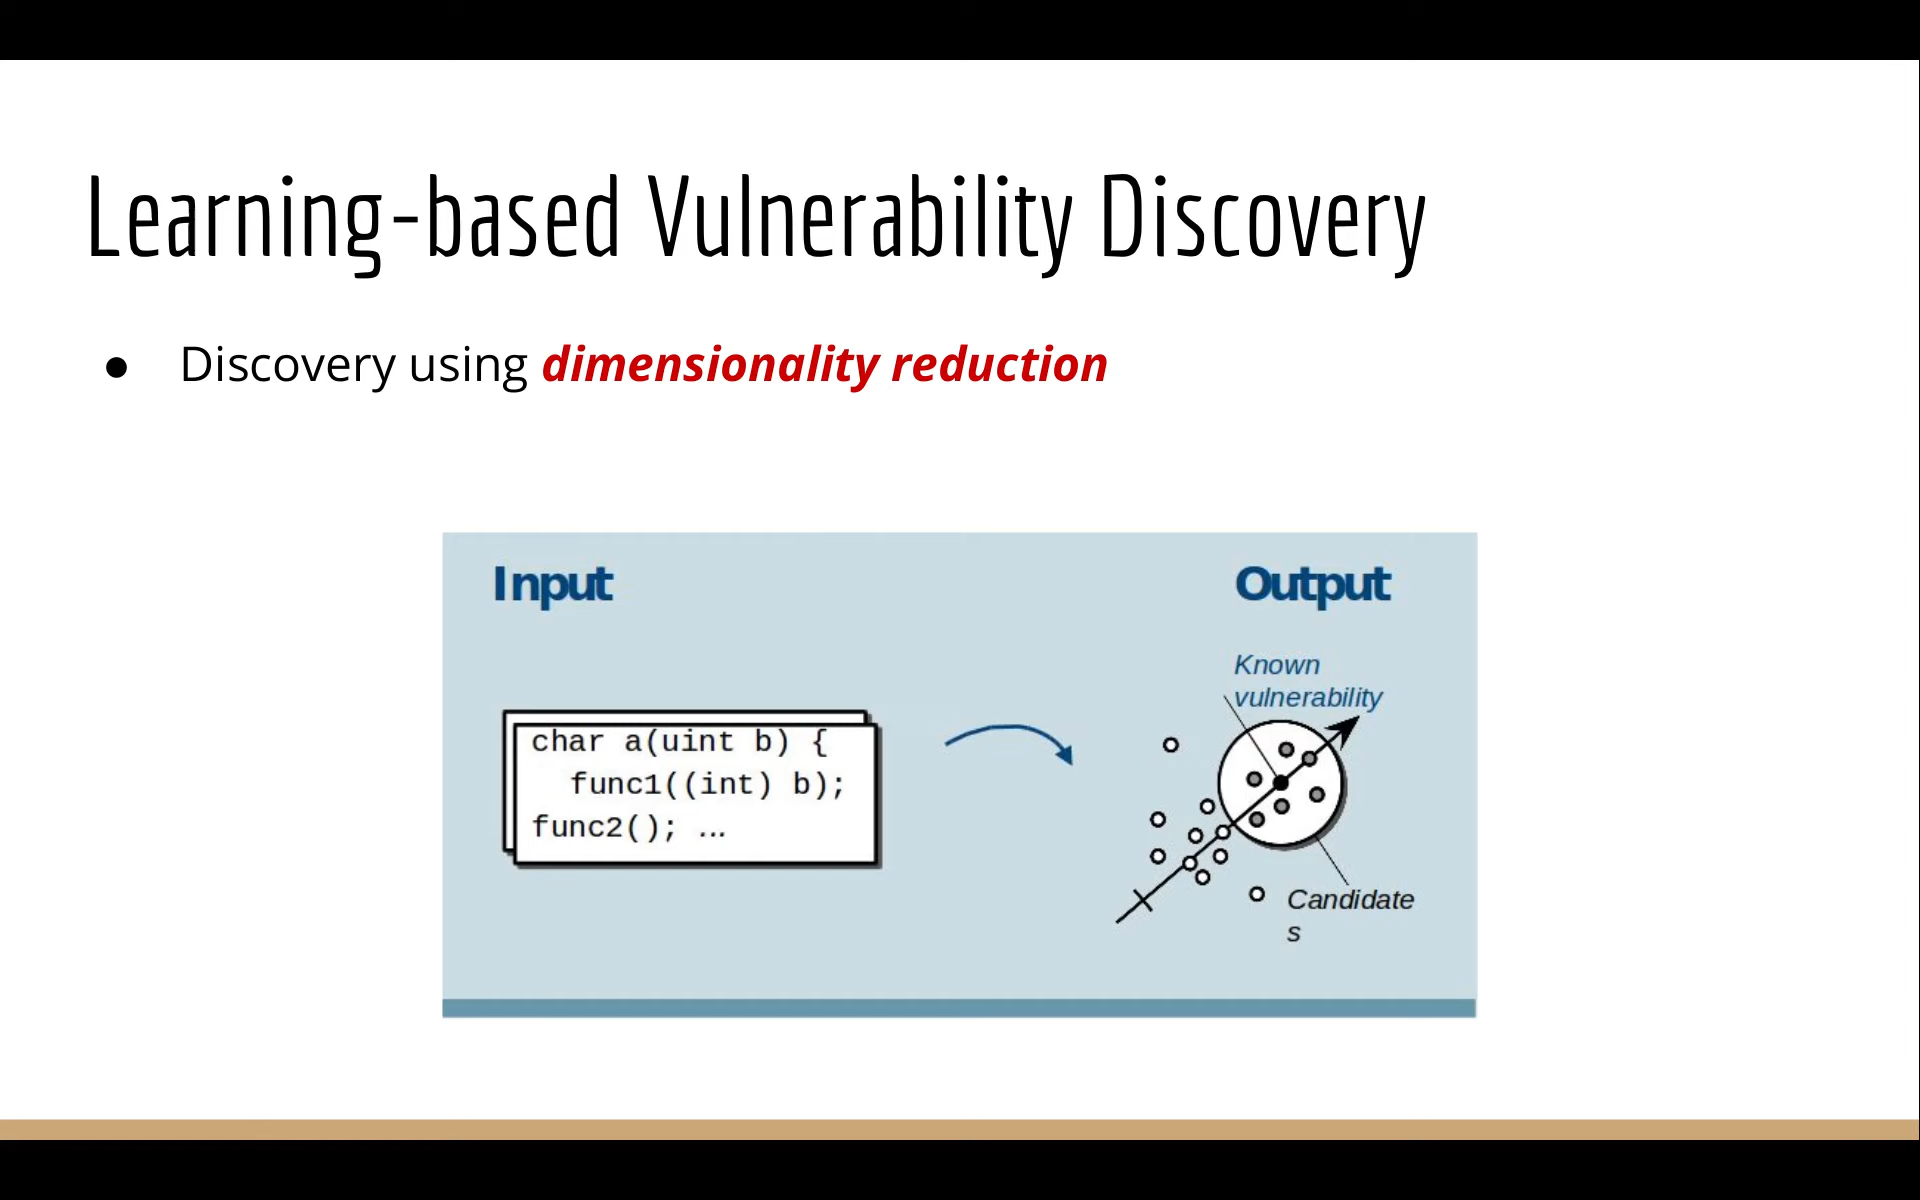 Learning-based Vulnerability Discovery
● Discovery using dimensionality reduction
Input
Output
Known
vulnerability
char a(uint b) {
func1((int) b);
func2(); ...
Candidate
s